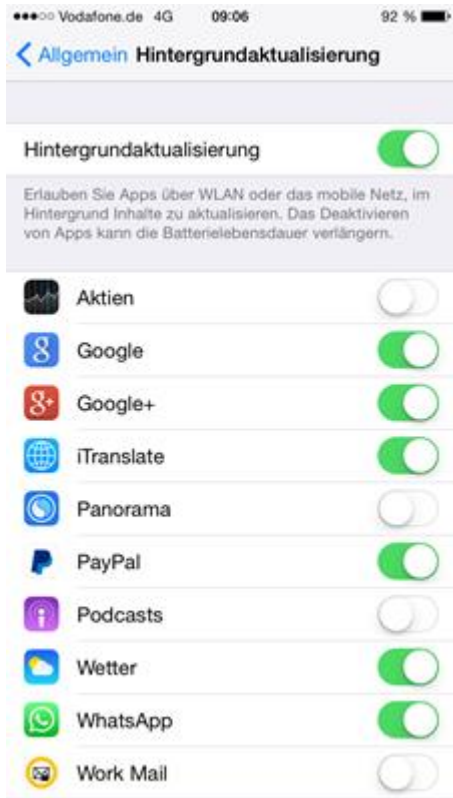 Vodafone.de 4G 09:06 92 %
Allgemein Hintergrundaktualisierung
Hintergrundaktualisierung
Erlauben Sie Apps über WLAN oder das mobile Netz, im
Hintergrund Inhalte zu aktualisieren. Das Deaktivieren
von Apps kann die Batterielebensdauer verlängern.
Aktien
8 Google
8+ Google+
iTranslate
Panorama
P PayPal
Podcasts
Wetter
WhatsApp
Work Mail